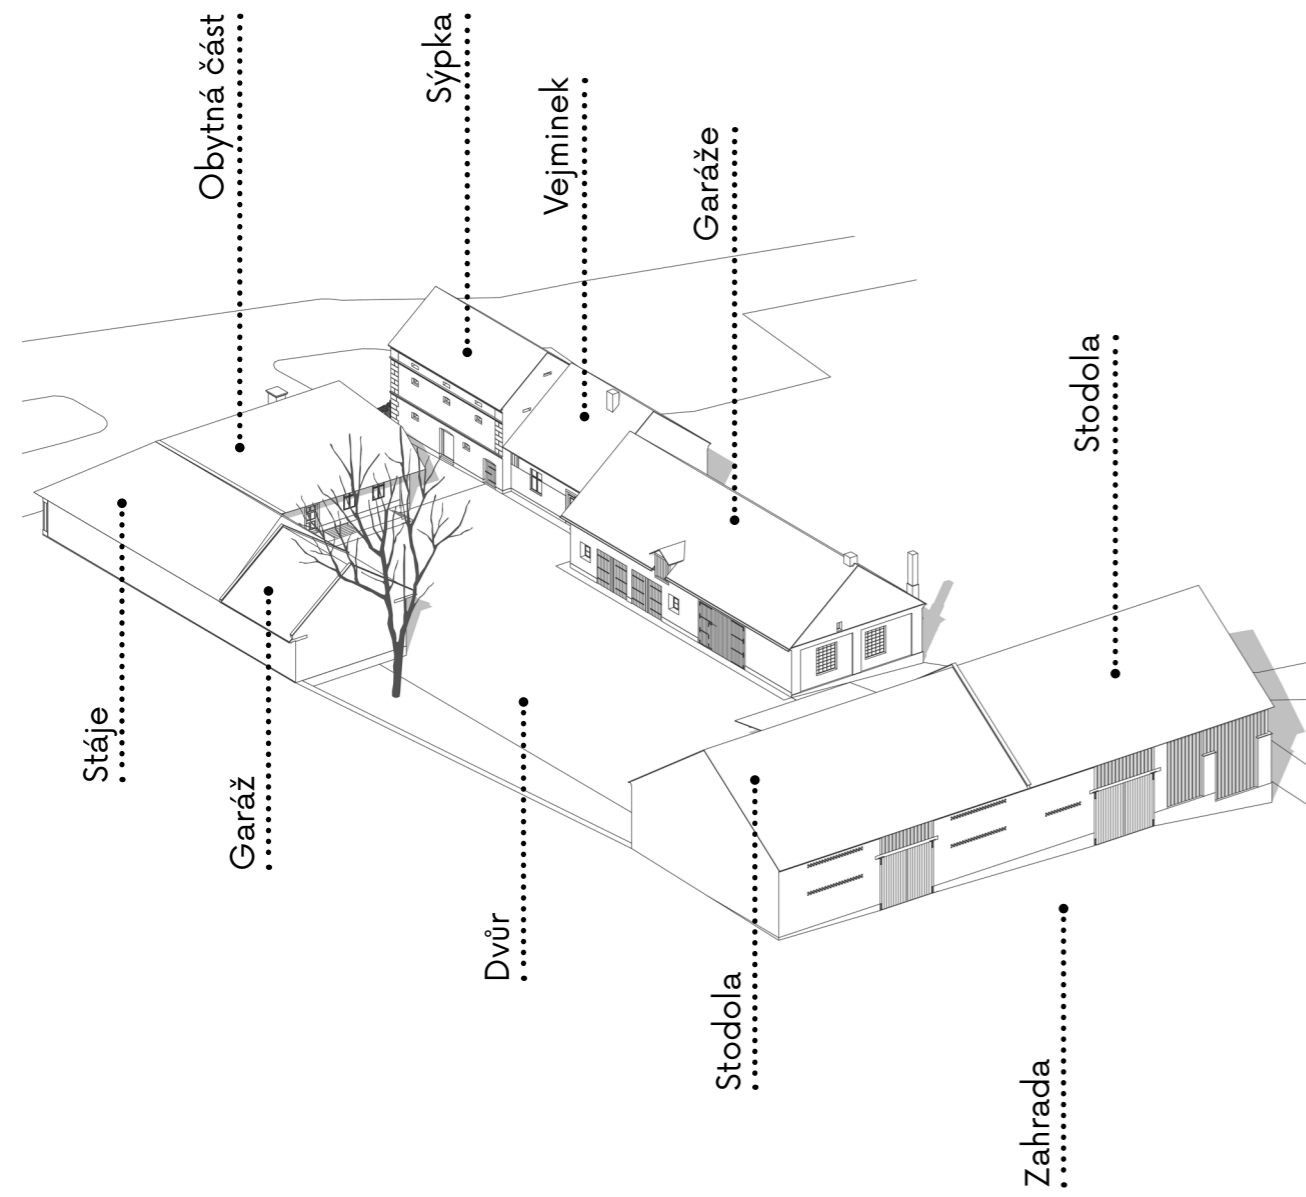 Obytná část
Sýpka
Vejminek
Garáže
Stodola
Stáje
Garáž
Dvůr
Stodola
Zahrada